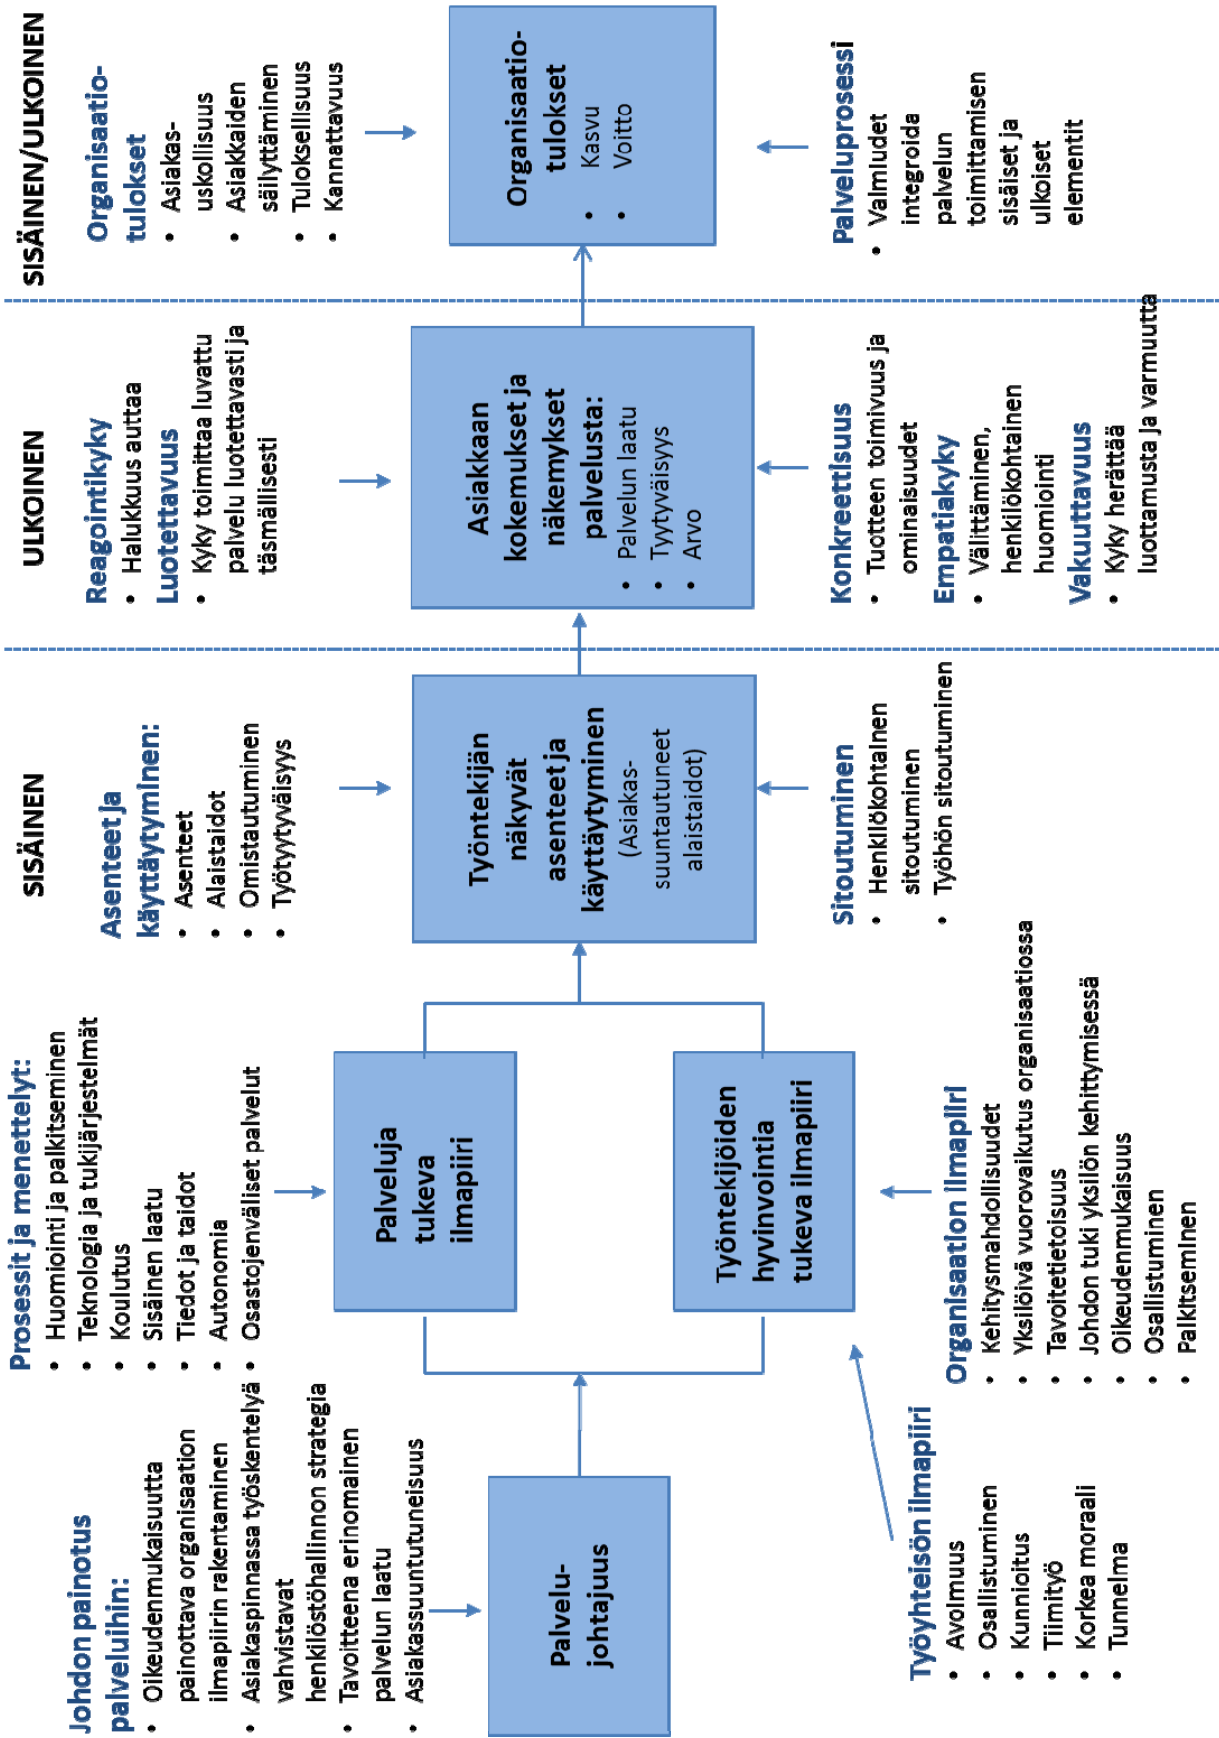 SISÄINEN
ULKOINEN
SISÄINEN/ULKOINEN
Johdon painotus
palveluihin:
• Oikeudenmukaisuutta
painottava organisaation
ilmapiirin rakentaminen
• Asiakaspinnassa työskentelyä
vahvistavat
henkilöstöhallinnon strategia
• Tavoitteena erinomainen
palvelun laatu
• Asiakassuuntutuneisuus
Prosessit ja menettelyt:
• Huomiointi ja palkitseminen
• Teknologia ja tukijärjestelmät
• Koulutus
• Sisäinen laatu
• Tiedot ja taidot
• Autonomia
• Osastojenväliset palvelut
Asenteet ja
käyttäytyminen:
• Asenteet
• Alaistaidot
• Omistautuminen
• Työtyytyväisyys
Reagointikyky
• Halukkuus auttaa
Luotettavuus
• Kyky toimittaa luvattu
palvelu luotettavasti ja
täsmällisesti
Organisaatio-
tulokset
• Asiakas-
uskollisuus
• Asiakkaiden
säilyttäminen
• Tuloksellisuus
• Kannattavuus
Palvelu-
johtajuus
Palveluja
tukeva
ilmapiiri
Työntekijöiden
hyvinvointia
tukeva ilmapiiri
Työntekijän
näkyvät
asenteet ja
käyttäytyminen
(Asiakas-
suuntautuneet
alaistaidot)
Asiakkaan
kokemukset ja
näkemykset
palvelusta:
• Palvelun laatu
• Tyytyväisyys
• Arvo
Organisaatio-
tulokset
• Kasvu
• Voitto
Työyhteisön ilmapiiri
• Avoimuus
• Osallistuminen
• Kunnioitus
• Tiimityö
• Korkea moraali
• Tunnelma
Organisaation ilmapiiri
• Kehitysmahdollisuudet
• Yksilöivä vuorovaikutus organisaatiossa
• Tavoitetietoisuus
• Johdon tuki yksilön kehittymisessä
• Oikeudenmukaisuus
• Osallistuminen
• Palkitseminen
Sitoutuminen
• Henkilökohtainen
sitoutuminen
• Työhön sitoutuminen
Konkreettisuus
• Tuotteen toimivuus ja
ominaisuudet
Empatiakyky
• Välittäminen,
henkilökohtainen
huomiointi
Vakuuttavuus
• Kyky herättää
luottamusta ja varmuutta
Palveluprosessi
• Valmiudet
integroida
palvelun
toimittamisen
sisäiset ja
ulkoiset
elementit